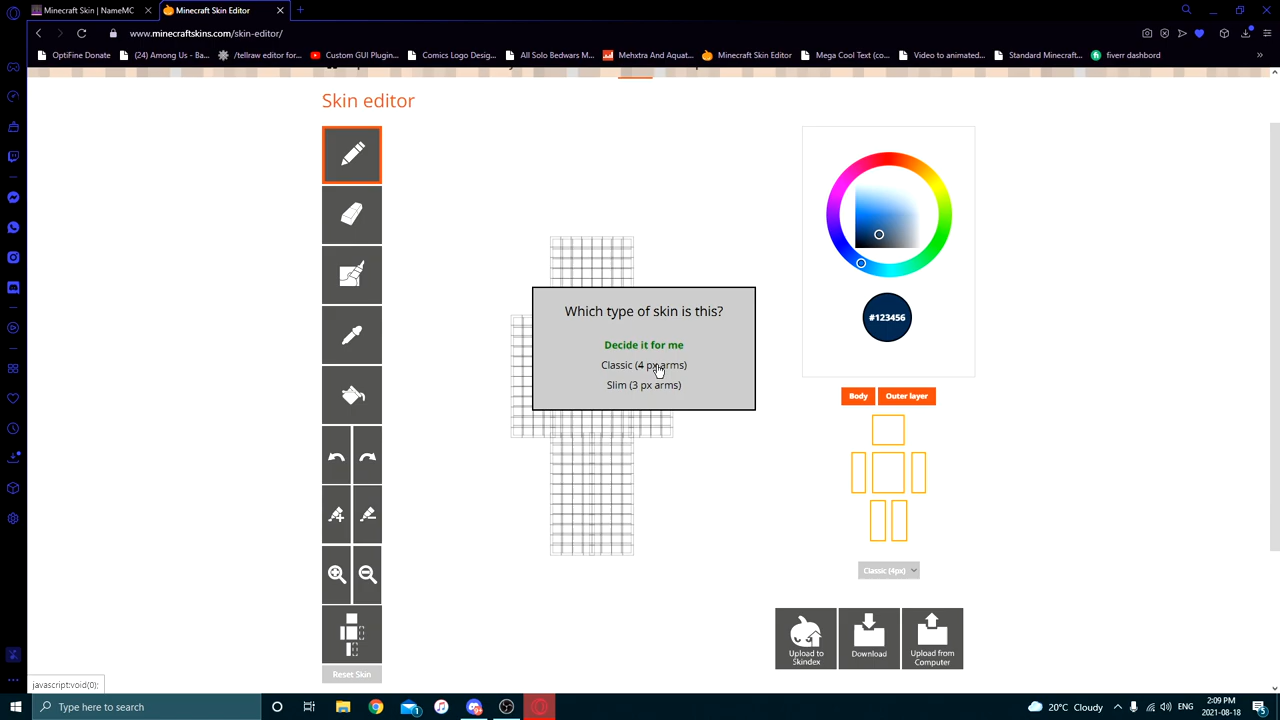 Minecraft Skin | NameMC
Minecraft Skin Editor
www.minecraftskins.com/skin-editor/
OptiFine Donate
(24) Among Us - Ba...
/tellraw editor for...
Custom GUI Plugin...
Comics Logo Design...
All Solo Bedwars M...
Mehxtra And Aquat...
Minecraft Skin Editor
Mega Cool Text (co...
Video to animated...
Standard Minecraft...
fiverr dashbord
Skin editor
Which type of skin is this?
Decide it for me
Classic (4 px arms)
Slim (3 px arms)
#123456
Body
Outer layer
Classic (4px)
Upload to
Skindex
Download
Upload from
Computer
Reset Skin
javascript:void(0);
Type here to search
1
20°C Cloudy
ENG
2:09 PM
2021-08-18
5